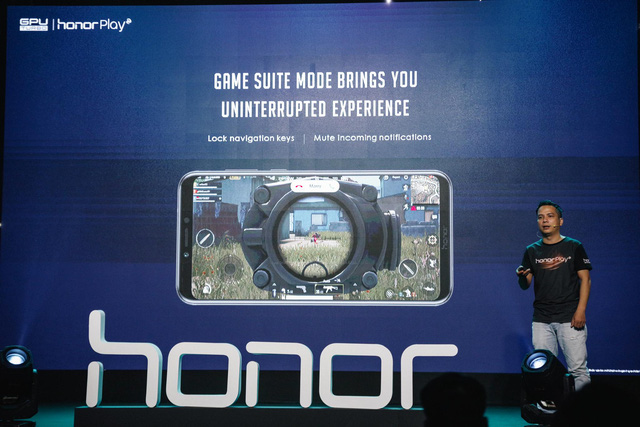 GPU TURBO | honor Play
GAME SUITE MODE BRINGS YOU
UNINTERRUPTED EXPERIENCE
Lock navigation keys | Mute incoming notifications
honor
honor Play
honor